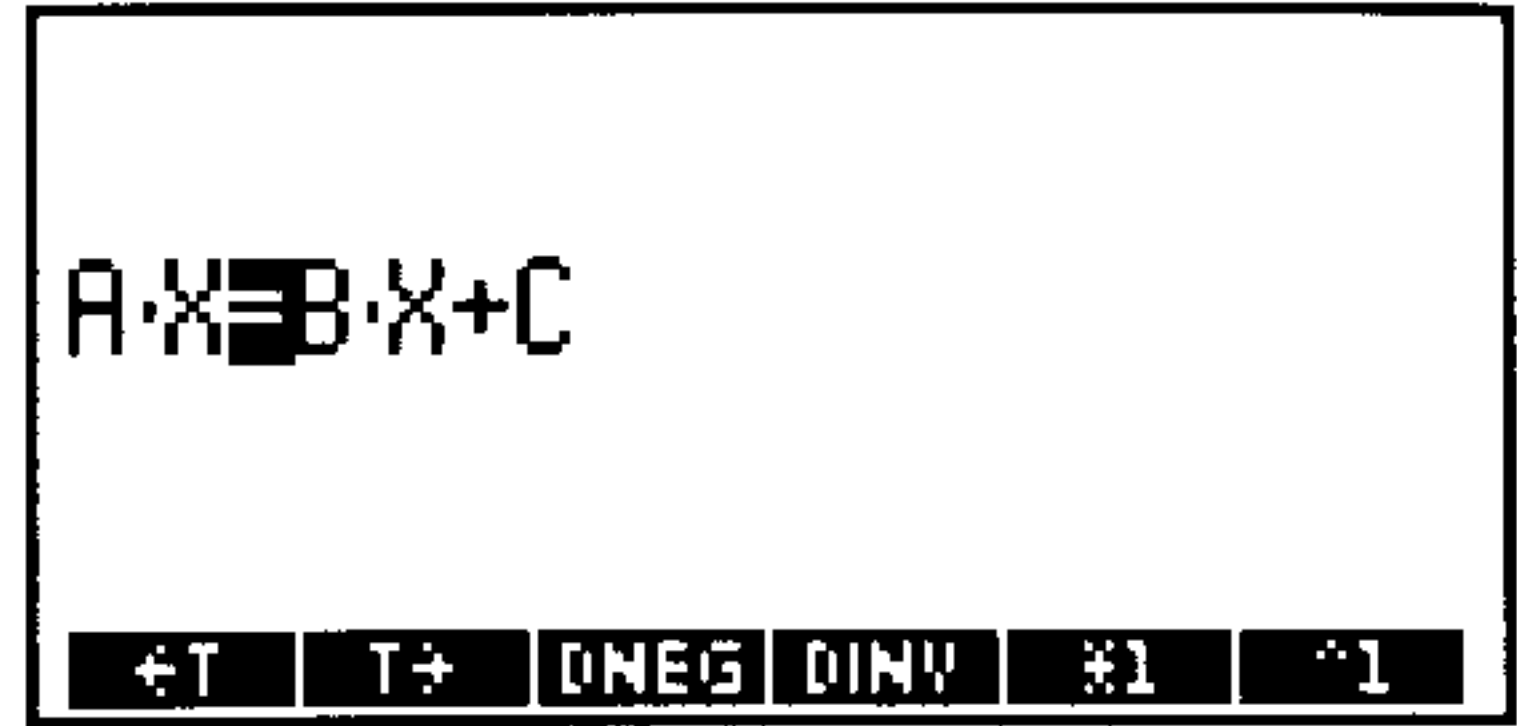 A·X=B·X+C
←T T→ DNEG DINV *1 ^1